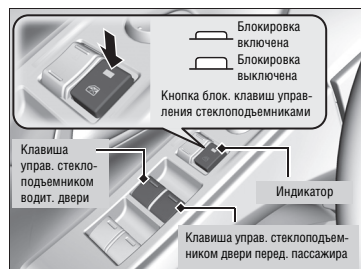 Блокировка
включена
Блокировка
выключена
Кнопка блок. клавиш управ-
ления стеклоподъемниками
Клавиша
управ. стекло-
подъемником
водит. двери
Индикатор
Клавиша управ. стеклоподъем-
ником двери перед. пассажира